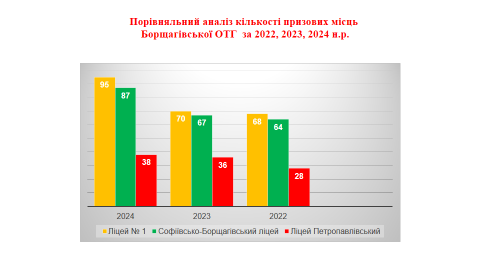 Порівняльний аналіз кількості призових місць
Борщагівської ОТГ за 2022, 2023, 2024 н.р.
95
87
38
70
67
36
68
64
28
2024
2023
2022
Ліцей № 1
Софіївсько-Борщагівський ліцей
Ліцей Петропавлівський